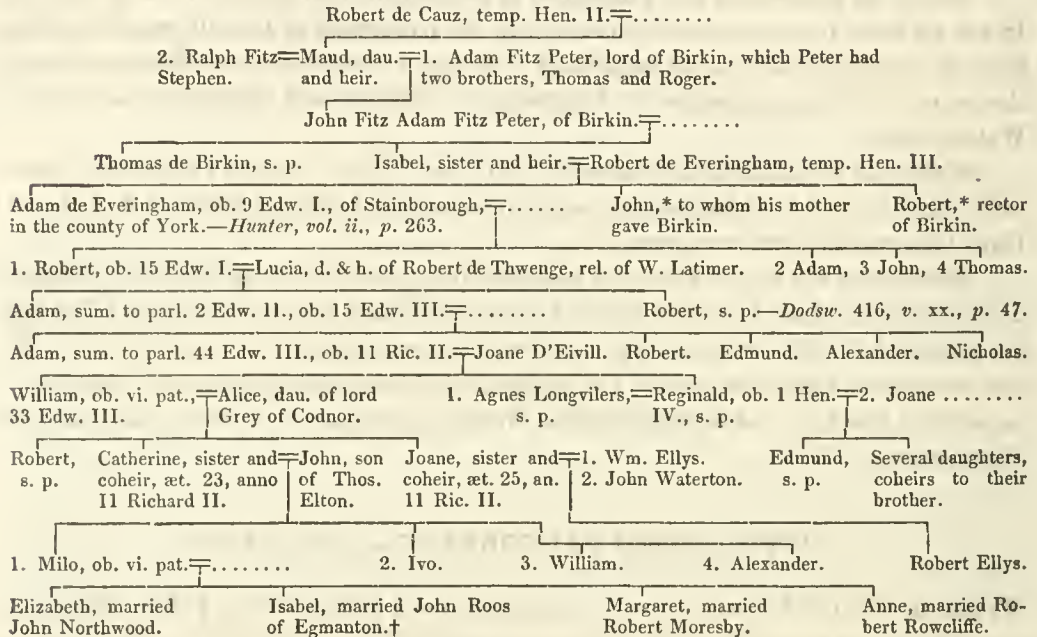 Robert de Cauz, temp. Hen. II.........
2. Ralph Fitz=Maud, dau. 1. Adam Fitz Peter, lord of Birkin, which Peter had
Stephen. and heir. two brothers, Thomas and Roger.
John Fitz Adam Fitz Peter, of Birkin.........
Thomas de Birkin, s. p. Isabel, sister and heir. Robert de Everingham, temp. Hen. III.
Adam de Everingham, ob. 9 Edw. I., of Stainborough, ...... John,* to whom his mother Robert,* rector
in the county of York.—Hunter, vol. ii., p. 263. gave Birkin. of Birkin.
1. Robert, ob. 15 Edw. I. Lucia, d. & h. of Robert de Thwenge, rel. of W. Latimer. 2 Adam, 3 John, 4 Thomas.
Adam, sum. to parl. 2 Edw. II., ob. 15 Edw. III. ........ Robert, s. p.—Dodsw. 416, v. xx., p. 47.
Adam, sum. to parl. 44 Edw. III., ob. 11 Ric. II. Joane D'Eivill. Robert. Edmund. Alexander. Nicholas.
William, ob. vi. pat., Alice, dau. of lord 1. Agnes Longvilers,=Reginald, ob. 1 Hen. 2. Joane ........
33 Edw. III. Grey of Codnor. s. p. IV., s. p.
Robert, Catherine, sister and John, son Joane, sister and 1. Wm. Ellys. Edmund, Several daughters,
s. p. coheir, æt. 23, anno of Thos. coheir, æt. 25, an. 2. John Waterton. s. p. coheirs to their
11 Richard II. Elton. 11 Ric. II. brother.
1. Milo, ob. vi. pat. ........ 2. Ivo. 3. William. 4. Alexander. Robert Ellys.
Elizabeth, married Isabel, married John Roos Margaret, married Anne, married Ro-
John Northwood. of Egmanton.† Robert Moresby. bert Rowcliffe.